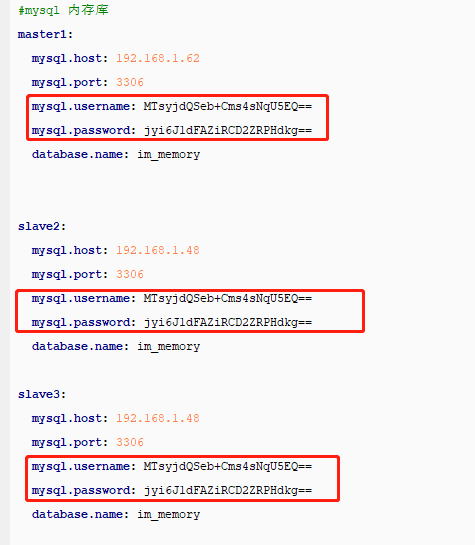 #mysql 内存库
master1:
mysql.host: 192.168.1.62
mysql.port: 3306
mysql.username: MTsyjdQSeb+Cms4sNqU5EQ==
mysql.password: jyi6JldFAZiRCD2ZRPHdkg==
database.name: im_memory
slave2:
mysql.host: 192.168.1.48
mysql.port: 3306
mysql.username: MTsyjdQSeb+Cms4sNqU5EQ==
mysql.password: jyi6JldFAZiRCD2ZRPHdkg==
database.name: im_memory
slave3:
mysql.host: 192.168.1.48
mysql.port: 3306
mysql.username: MTsyjdQSeb+Cms4sNqU5EQ==
mysql.password: jyi6JldFAZiRCD2ZRPHdkg==
database.name: im_memory